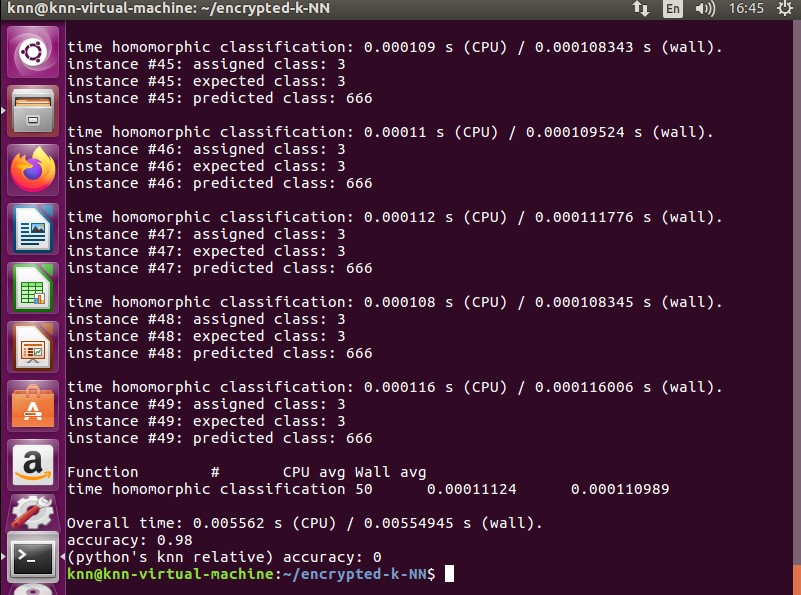 knn@knn-virtual-machine: ~/encrypted-k-NN
En
16:45
time homomorphic classification: 0.000109 s (CPU) / 0.000108343 s (wall).
instance #45: assigned class: 3
instance #45: expected class: 3
instance #45: predicted class: 666
time homomorphic classification: 0.00011 s (CPU) / 0.000109524 s (wall).
instance #46: assigned class: 3
instance #46: expected class: 3
instance #46: predicted class: 666
time homomorphic classification: 0.000112 s (CPU) / 0.000111776 s (wall).
instance #47: assigned class: 3
instance #47: expected class: 3
instance #47: predicted class: 666
time homomorphic classification: 0.000108 s (CPU) / 0.000108345 s (wall).
instance #48: assigned class: 3
instance #48: expected class: 3
instance #48: predicted class: 666
time homomorphic classification: 0.000116 s (CPU) / 0.000116006 s (wall).
instance #49: assigned class: 3
instance #49: expected class: 3
instance #49: predicted class: 666
Function # CPU avg Wall avg
time homomorphic classification 50 0.00011124 0.000110989
Overall time: 0.005562 s (CPU) / 0.00554945 s (wall).
accuracy: 0.98
(python's knn relative) accuracy: 0
knn@knn-virtual-machine:~/encrypted-k-NN$